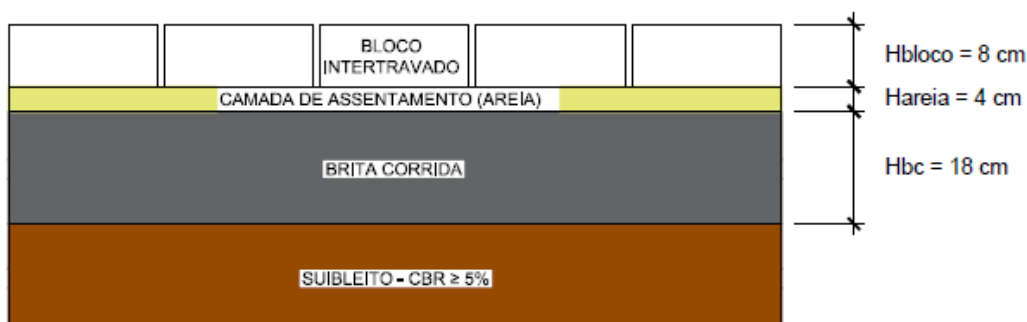 BLOCO
INTERTRAVADO
Hbloco = 8 cm
CAMADA DE ASSENTAMENTO (AREIA)
Hareia = 4 cm
BRITA CORRIDA
Hbc = 18 cm
SUIBLEITO - CBR ≥ 5%